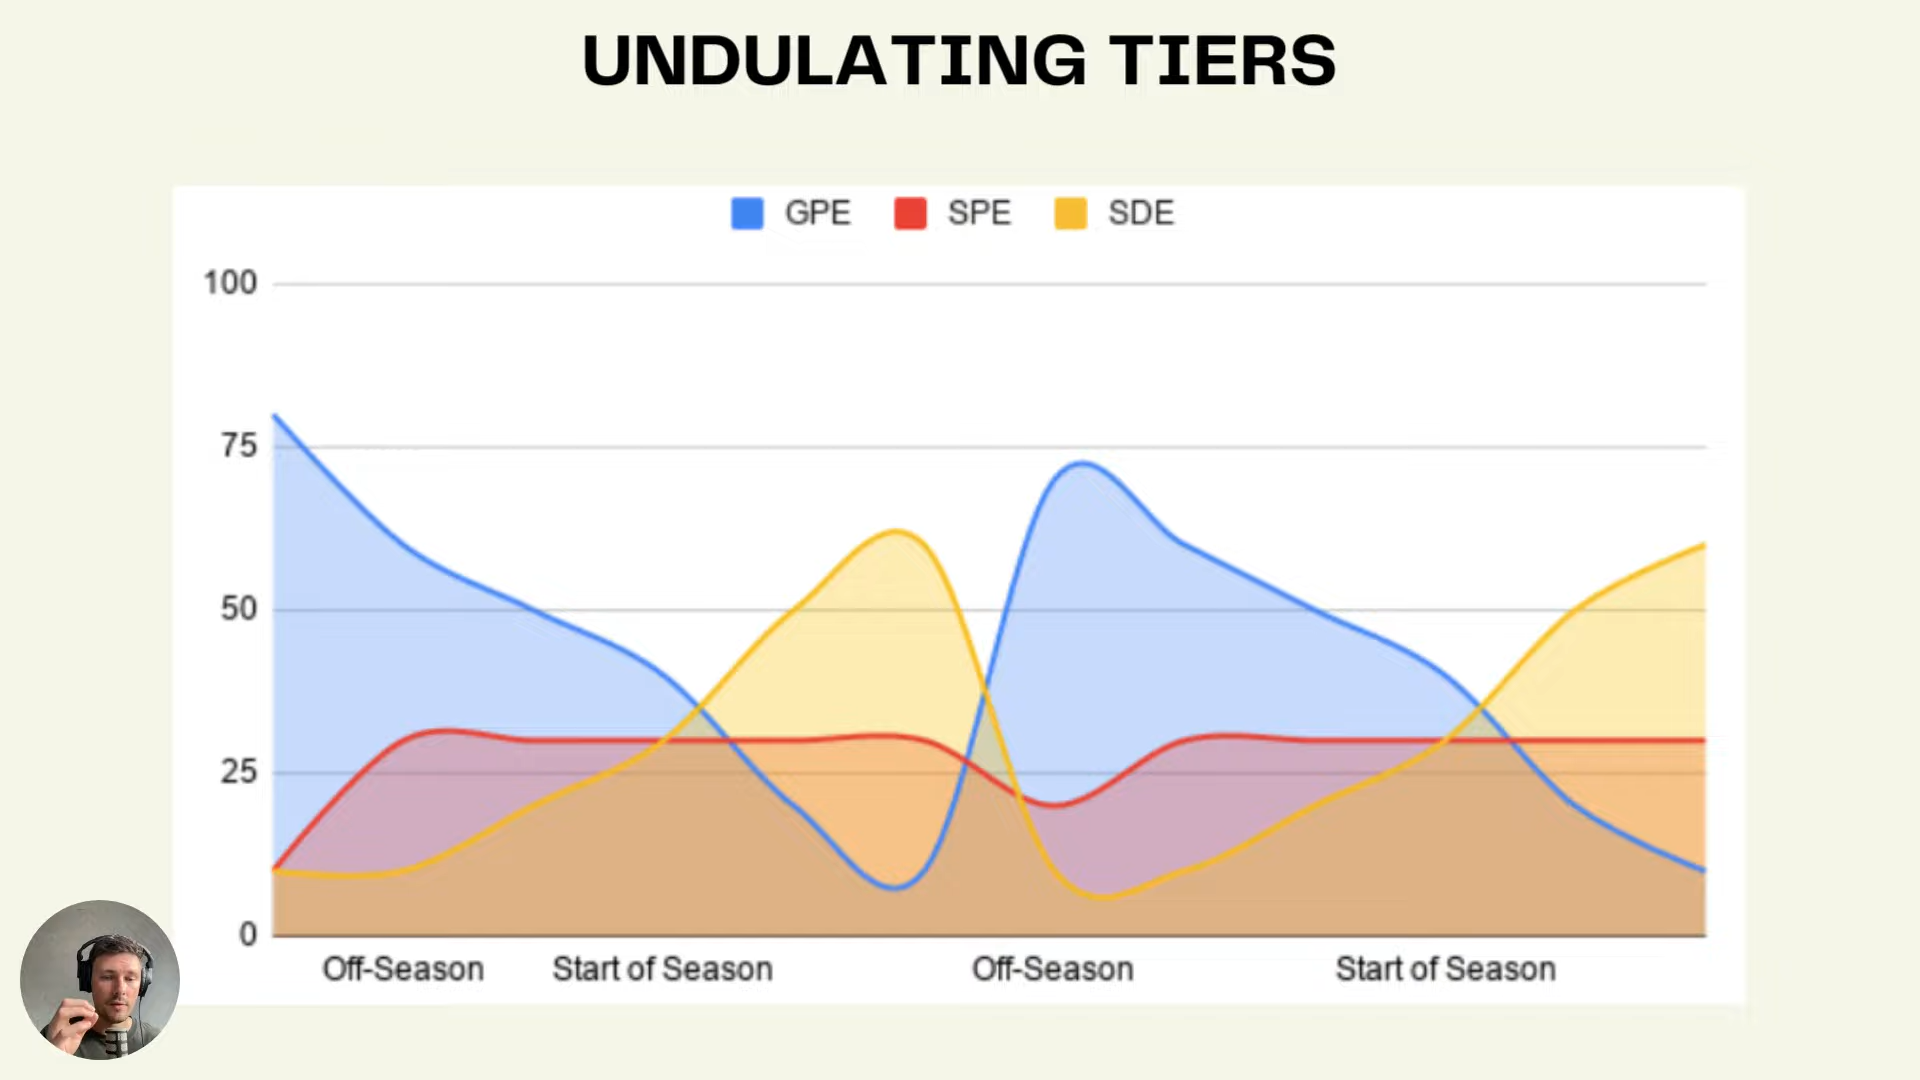 UNDULATING TIERS
GPE SPE SDE
100
75
50
25
0
Off-Season Start of Season Off-Season Start of Season